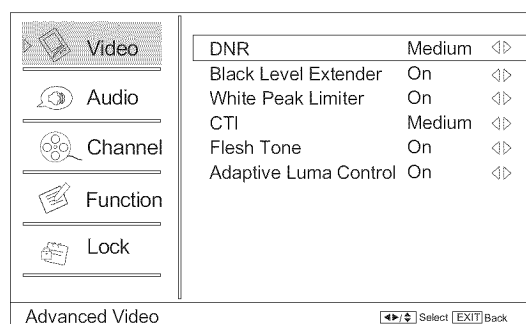 Video
Audio
Channel
Function
Lock
DNR Medium
Black Level Extender On
White Peak Limiter On
CTI Medium
Flesh Tone On
Adaptive Luma Control On
Advanced Video
Select EXIT Back